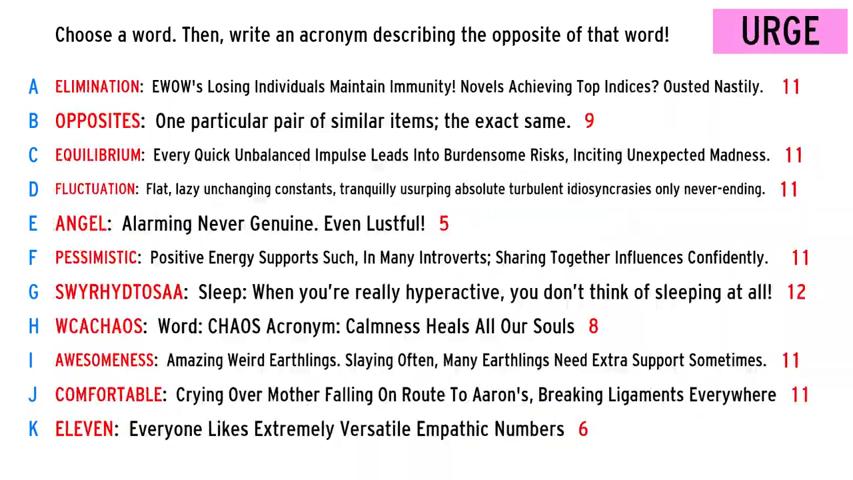 Choose a word. Then, write an acronym describing the opposite of that word!
URGE
A ELIMINATION: EWOW's Losing Individuals Maintain Immunity! Novels Achieving Top Indices? Ousted Nastily. 11
B OPPOSITES: One particular pair of similar items; the exact same. 9
C EQUILIBRIUM: Every Quick Unbalanced Impulse Leads Into Burdensome Risks, Inciting Unexpected Madness. 11
D FLUCTUATION: Flat, lazy unchanging constants, tranquilly usurping absolute turbulent idiosyncrasies only never-ending. 11
E ANGEL: Alarming Never Genuine. Even Lustful! 5
F PESSIMISTIC: Positive Energy Supports Such, In Many Introverts; Sharing Together Influences Confidently. 11
G SWYRHYDTOSAA: Sleep: When you're really hyperactive, you don't think of sleeping at all! 12
H WCACHAOS: Word: CHAOS Acronym: Calmness Heals All Our Souls 8
I AWESOMENESS: Amazing Weird Earthlings. Slaying Often, Many Earthlings Need Extra Support Sometimes. 11
J COMFORTABLE: Crying Over Mother Falling On Route To Aaron's, Breaking Ligaments Everywhere 11
K ELEVEN: Everyone Likes Extremely Versatile Empathic Numbers 6